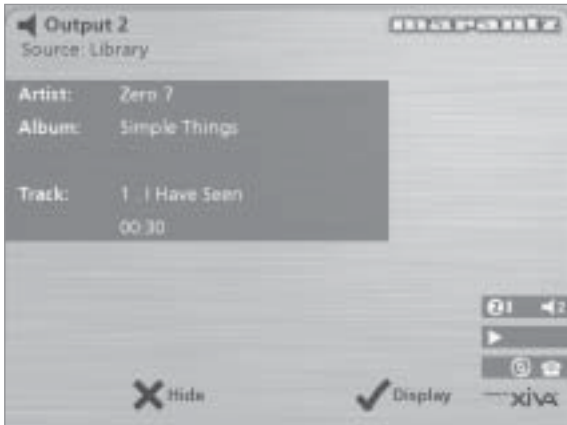 Output 2
marantz
Source: Library
Artist: Zero 7
Album: Simple Things
Track: 1 . I Have Seen
00:30
2
Hide
Display
xiva